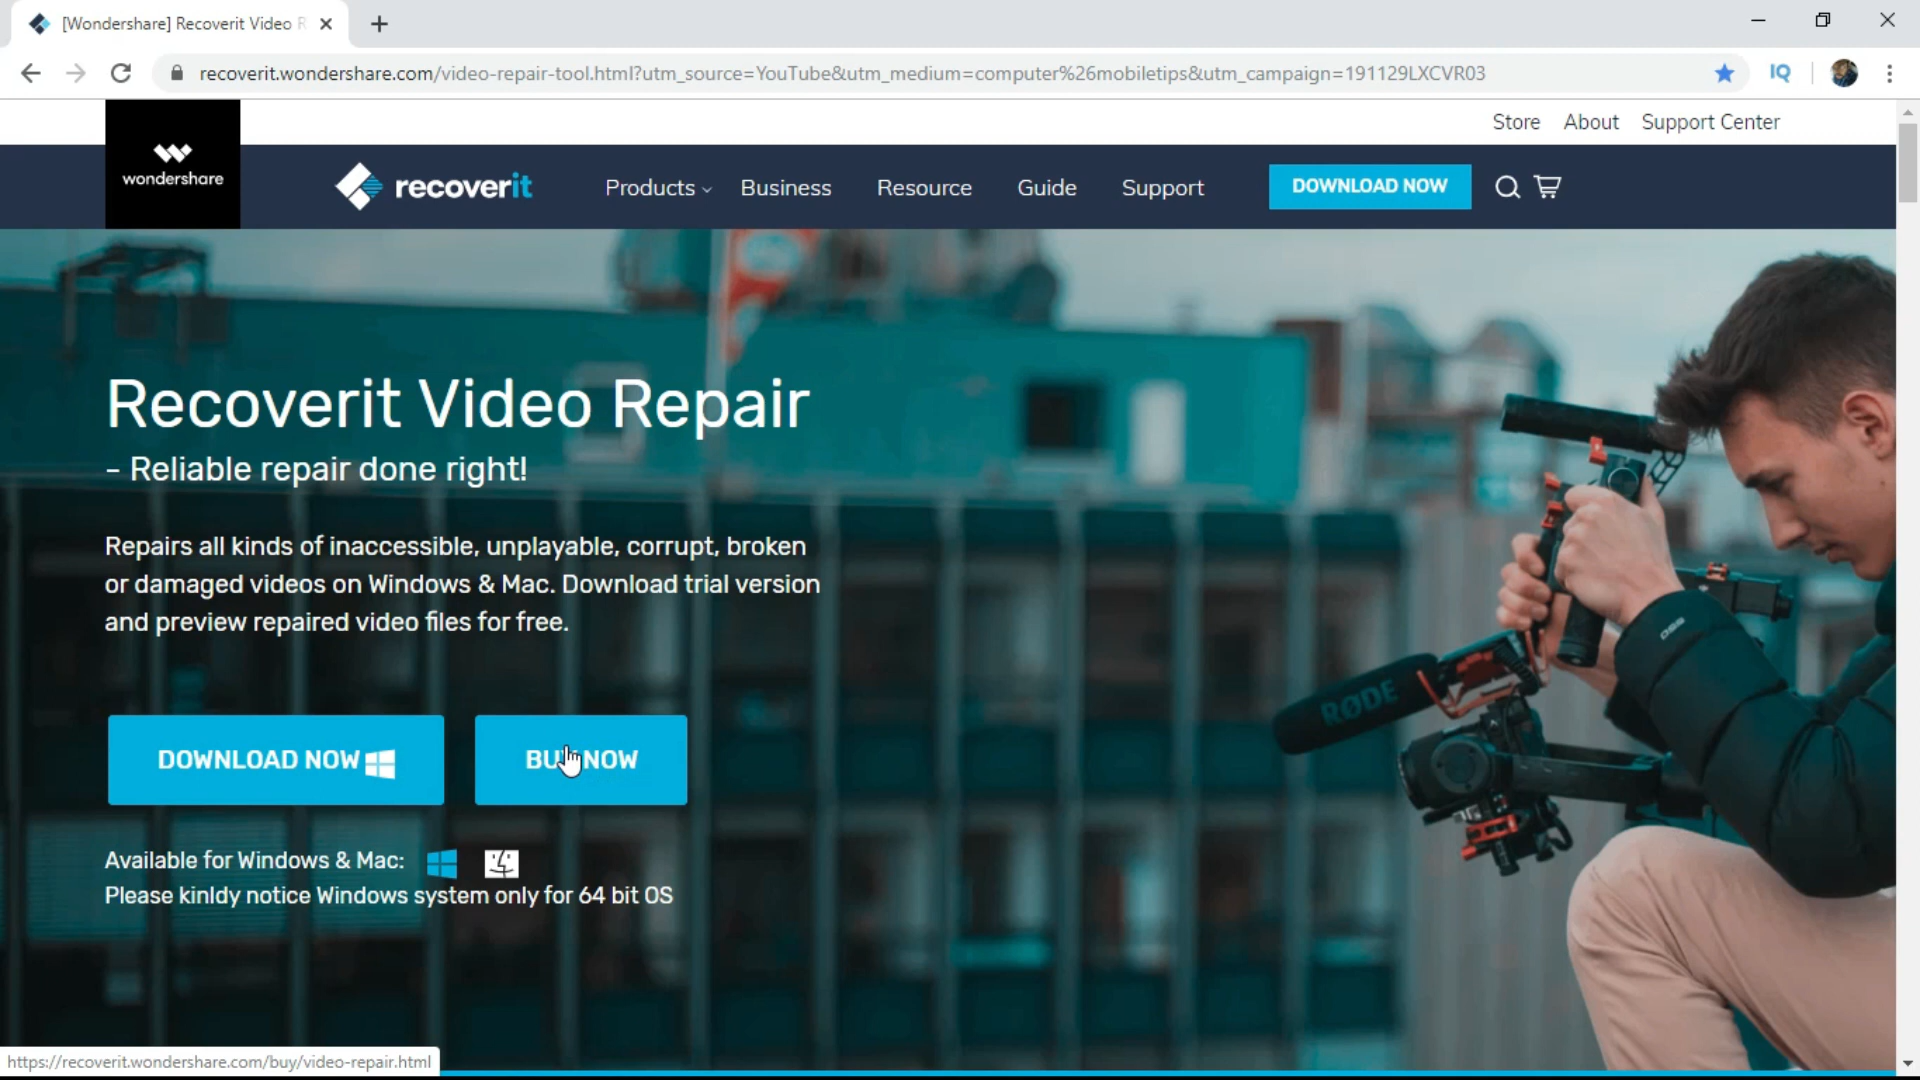 [Wondershare] Recoverit Video R
recoverit.wondershare.com/video-repair-tool.html?utm_source=YouTube&utm_medium=computer%26mobiletips&utm_campaign=191129LXCVR03
IQ
Store About Support Center
wondershare
recoverit
Products Business Resource Guide Support DOWNLOAD NOW
Recoverit Video Repair
- Reliable repair done right!
Repairs all kinds of inaccessible, unplayable, corrupt, broken
or damaged videos on Windows & Mac. Download trial version
and preview repaired video files for free.
RØDE
DOWNLOAD NOW BUY NOW
Available for Windows & Mac:
Please kinldy notice Windows system only for 64 bit OS
https://recoverit.wondershare.com/buy/video-repair.html